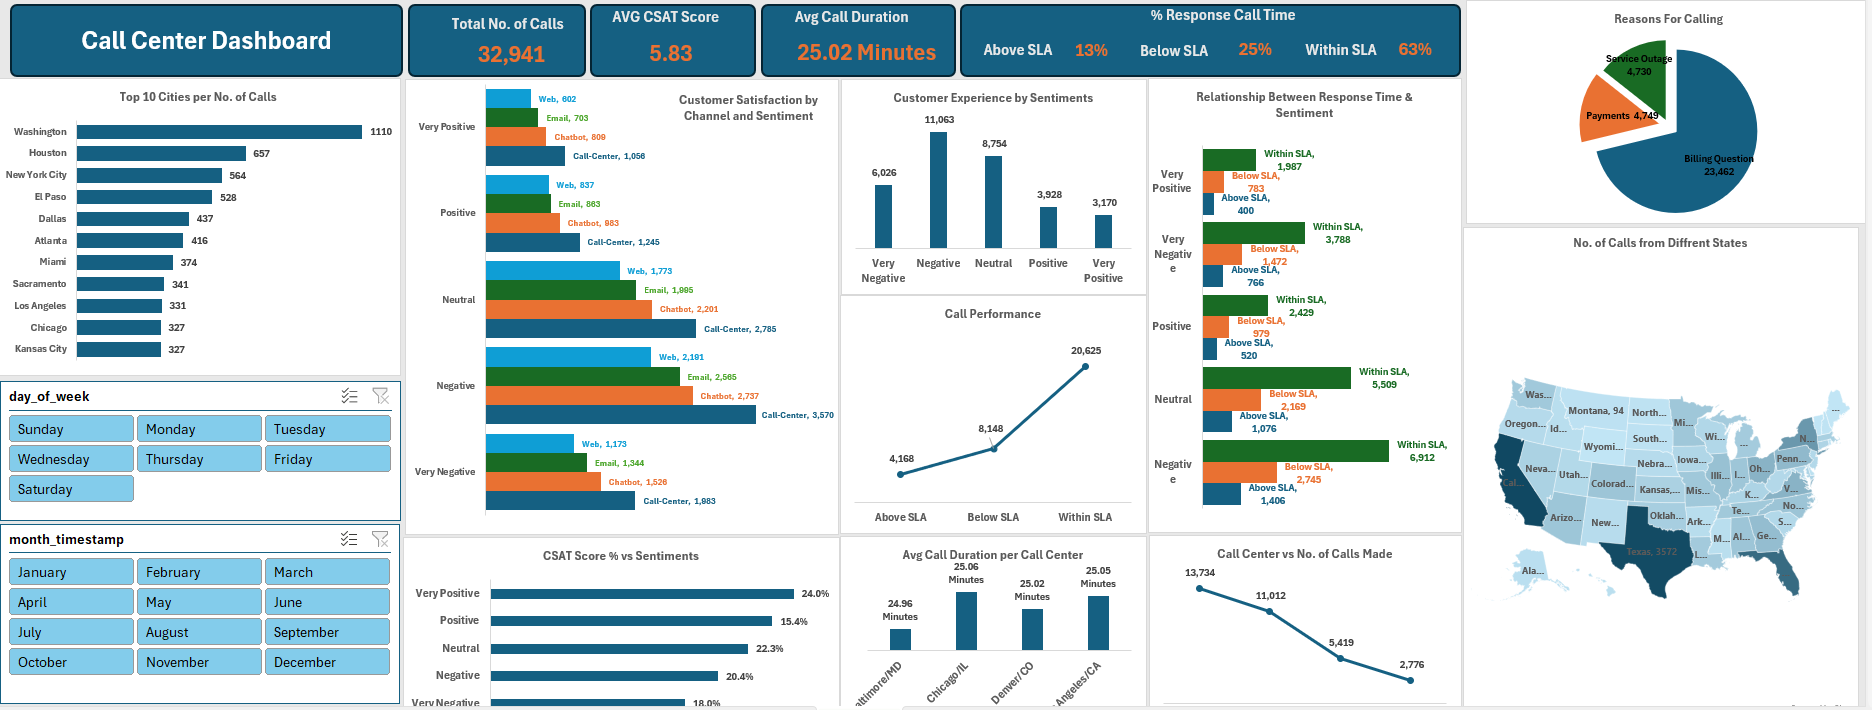 Call Center Dashboard
Total No. of Calls
32,941
AVG CSAT Score
5.83
Avg Call Duration
25.02 Minutes
% Response Call Time
Above SLA 13% Below SLA 25% Within SLA 63%
Reasons For Calling
Service Outage
4,730
Payments 4,749
Billing Question
23,462
Top 10 Cities per No. of Calls
Washington 1110
Houston 657
New York City 564
El Paso 528
Dallas 437
Atlanta 416
Miami 374
Sacramento 341
Los Angeles 331
Chicago 327
Kansas City 327
day_of_week
Sunday Monday Tuesday
Wednesday Thursday Friday
Saturday
month_timestamp
January February March
April May June
July August September
October November December
Customer Satisfaction by
Channel and Sentiment
Very Positive
Web, 602
Email, 703
Chatbot, 809
Call-Center, 1,056
Positive
Web, 837
Email, 863
Chatbot, 983
Call-Center, 1,245
Neutral
Web, 1,773
Email, 1,995
Chatbot, 2,201
Call-Center, 2,785
Negative
Web, 2,191
Email, 2,565
Chatbot, 2,737
Call-Center, 3,570
Very Negative
Web, 1,173
Email, 1,344
Chatbot, 1,526
Call-Center, 1,983
CSAT Score % vs Sentiments
Very Positive 24.0%
Positive 15.4%
Neutral 22.3%
Negative 20.4%
Very Negative 18.0%
Customer Experience by Sentiments
6,026
11,063
8,754
3,928
3,170
Very
Negative
Negative
Neutral
Positive
Very
Positive
Call Performance
4,168
8,148
20,625
Above SLA Below SLA Within SLA
Avg Call Duration per Call Center
24.96
Minutes
25.06
Minutes
25.02
Minutes
25.05
Minutes
altimore/MD
Chicago/IL
Denver/CO
Angeles/CA
Relationship Between Response Time &
Sentiment
Very
Positive
Within SLA,
1,987
Below SLA,
783
Above SLA,
400
Very
Negativ
e
Within SLA,
3,788
Below SLA,
1,472
Above SLA,
766
Positive
Within SLA,
2,429
Below SLA,
979
Above SLA,
520
Neutral
Within SLA,
5,509
Below SLA,
2,169
Above SLA,
1,076
Negativ
e
Within SLA,
6,912
Below SLA,
2,745
Above SLA,
1,406
Call Center vs No. of Calls Made
13,734
11,012
5,419
2,776
No. of Calls from Diffrent States
Was...
Montana, 94
North...
Mi...
...
Oregon...
Id...
Wyomi...
South...
Wi...
...
N...
Neva...
Utah...
Nebra...
Iowa...
Illi...
I...
Oh...
Penn...
Cal...
Colorad...
Kansas,...
Mis...
K...
V...
Arizo...
New...
Oklah...
Ark...
Te...
No...
S...
Texas, 3572
L...
M...
Al...
Ge...
Ala...